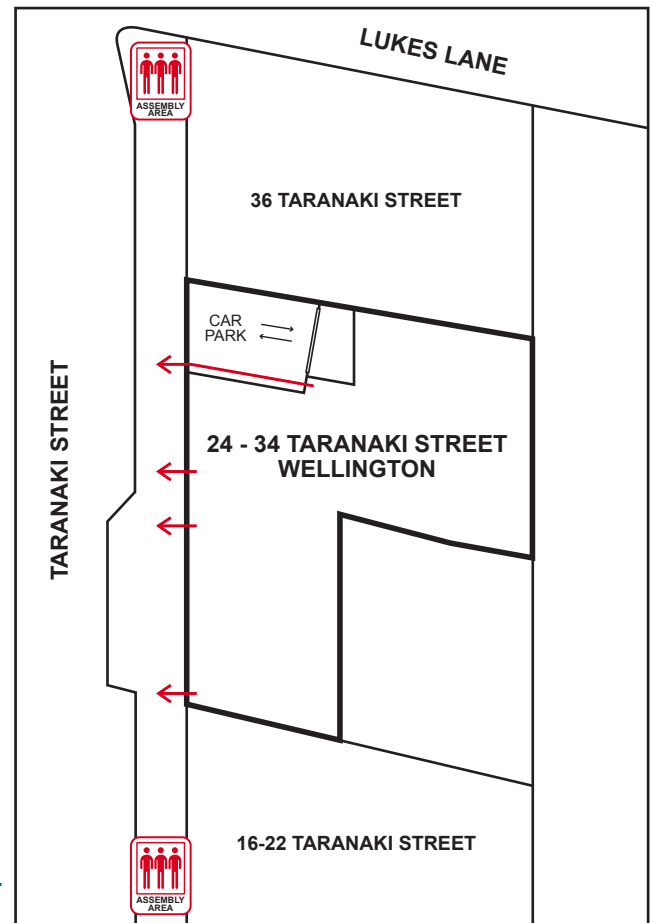 LUKES LANE
ASSEMBLY
AREA
36 TARANAKI STREET
CAR
PARK
TARANAKI STREET
24 - 34 TARANAKI STREET
WELLINGTON
16-22 TARANAKI STREET
ASSEMBLY
AREA